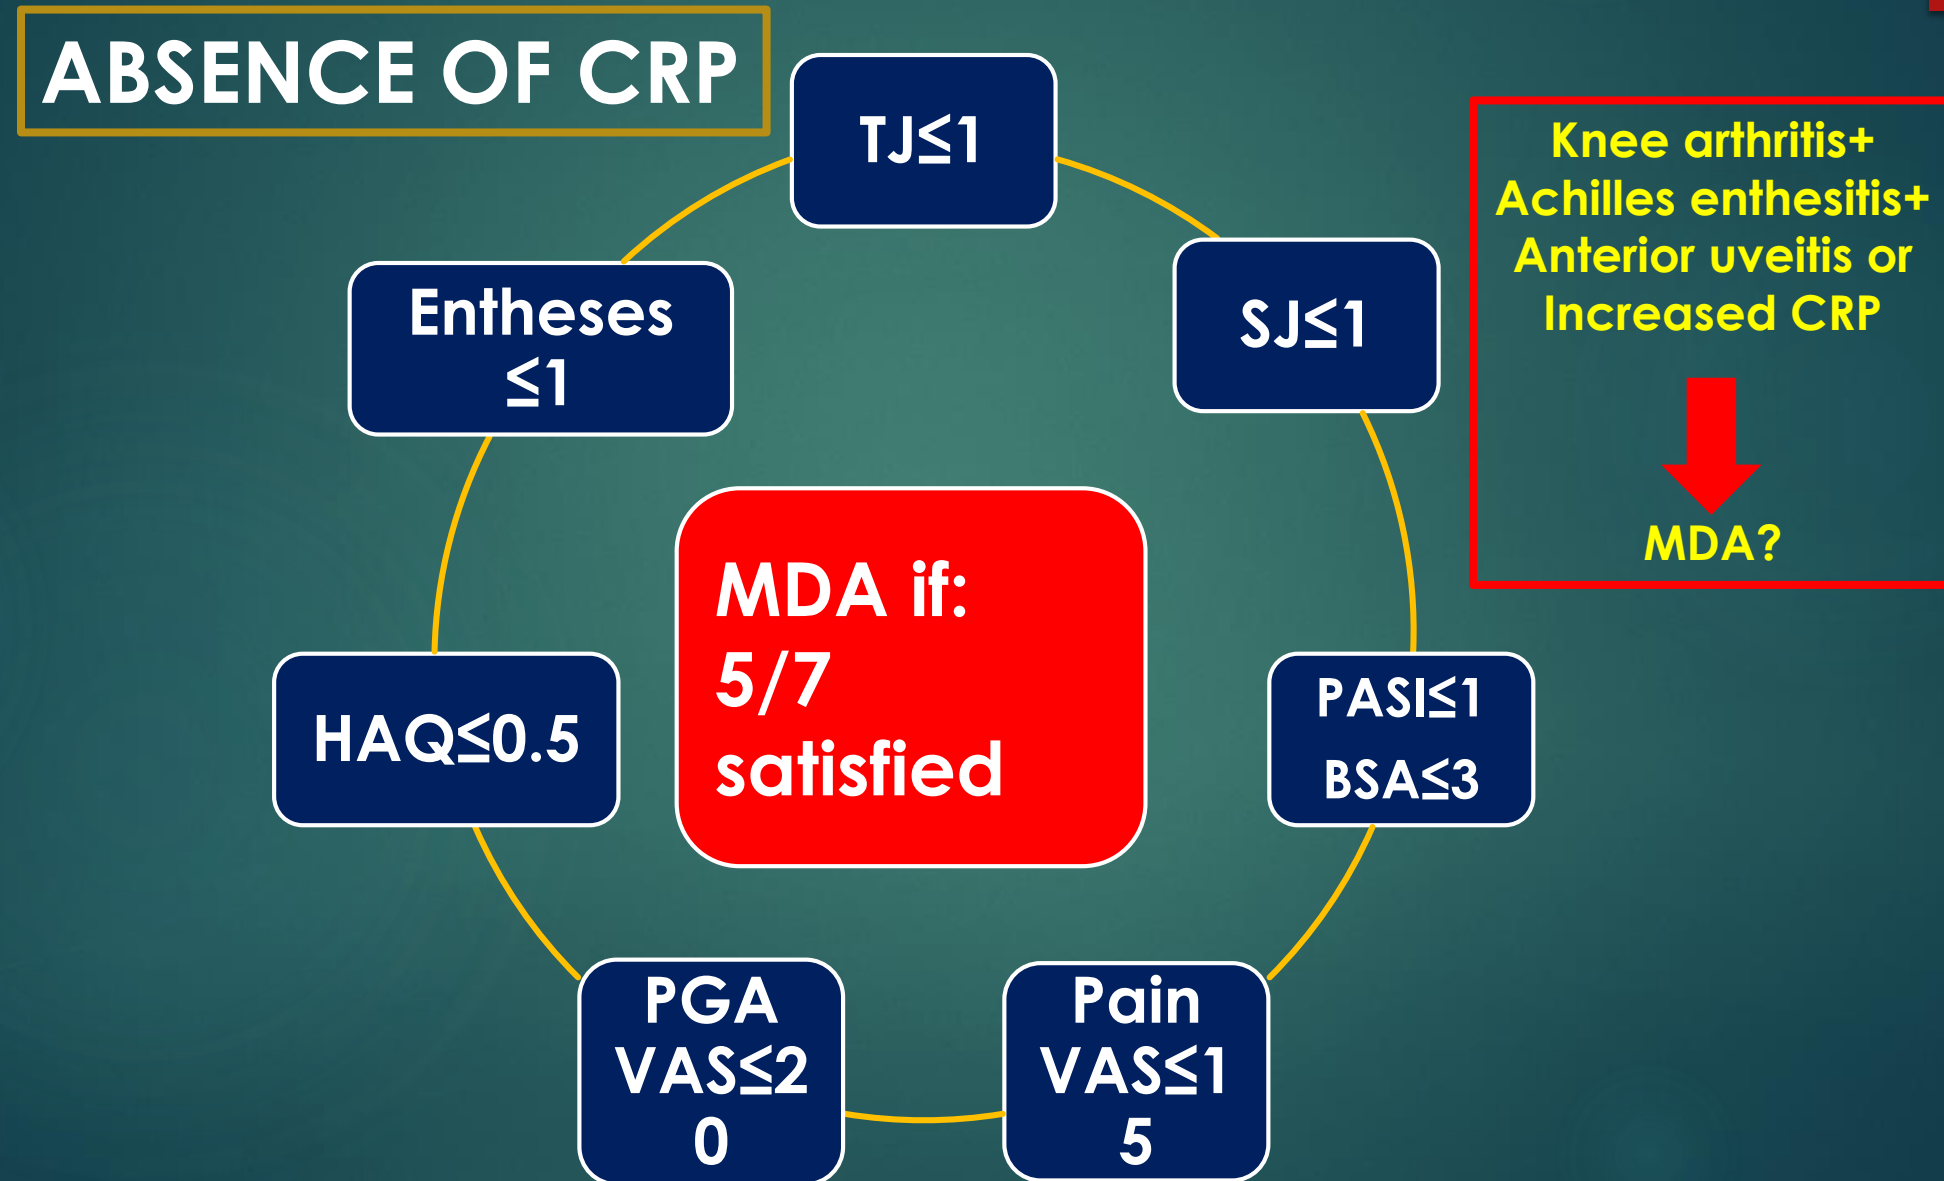 ABSENCE OF CRP
TJ≤1
SJ≤1
PASI≤1
BSA≤3
Pain
VAS≤1
5
PGA
VAS≤2
0
HAQ≤0.5
Entheses
≤1
MDA if:
5/7
satisfied
Knee arthritis+
Achilles enthesitis+
Anterior uveitis or
Increased CRP
MDA?